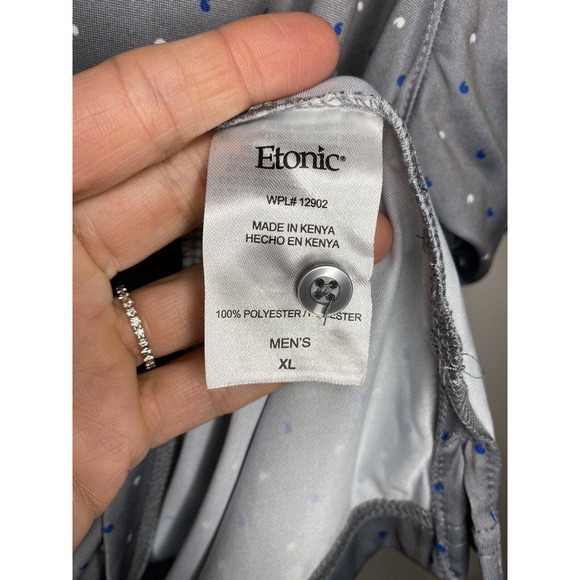 Etonic®
WPL# 12902
MADE IN KENYA
HECHO EN KENYA
100% POLYESTER/
MEN'S
XL